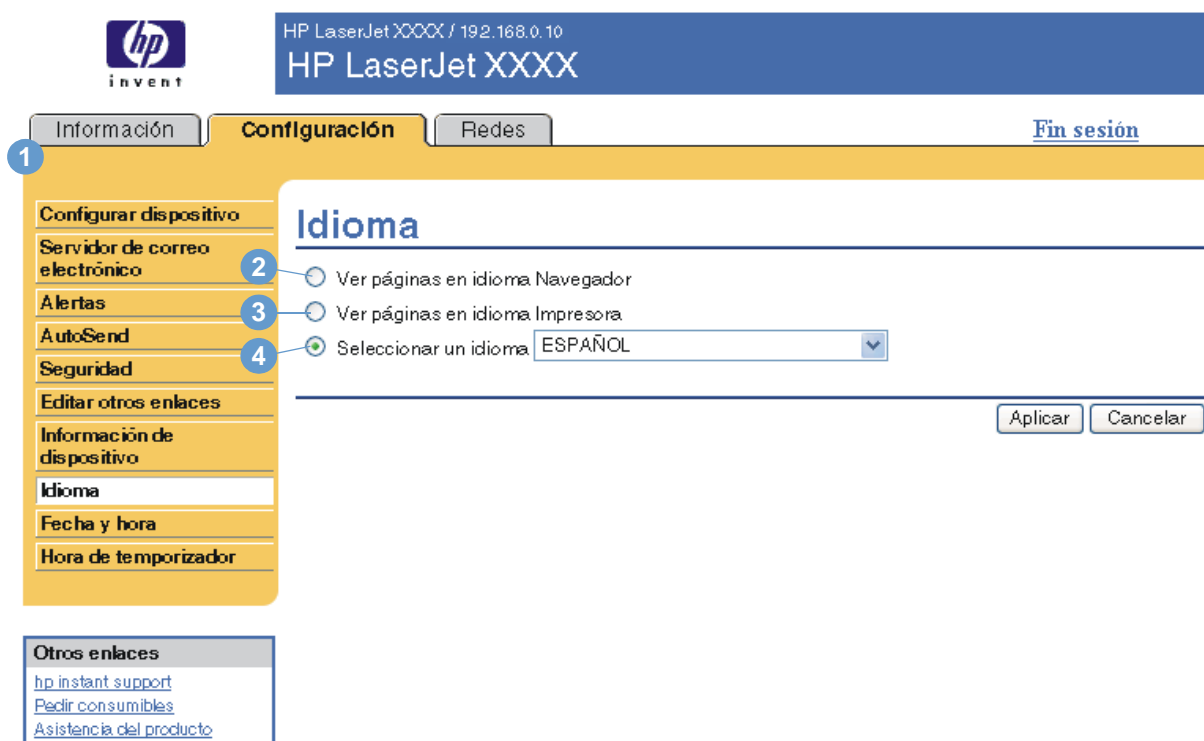 hp
invent
HP LaserJet XXXX / 192.168.0.10
HP LaserJet XXXX
Información
Configuración
Redes
Fin sesión
1
Configurar dispositivo
Servidor de correo
electrónico
Alertas
AutoSend
Seguridad
Editar otros enlaces
Información de
dispositivo
Idioma
Fecha y hora
Hora de temporizador
Idioma
2
Ver páginas en idioma Navegador
3
Ver páginas en idioma Impresora
4
Seleccionar un idioma ESPAÑOL
Aplicar
Cancelar
Otros enlaces
hp instant support
Pedir consumibles
Asistencia del producto